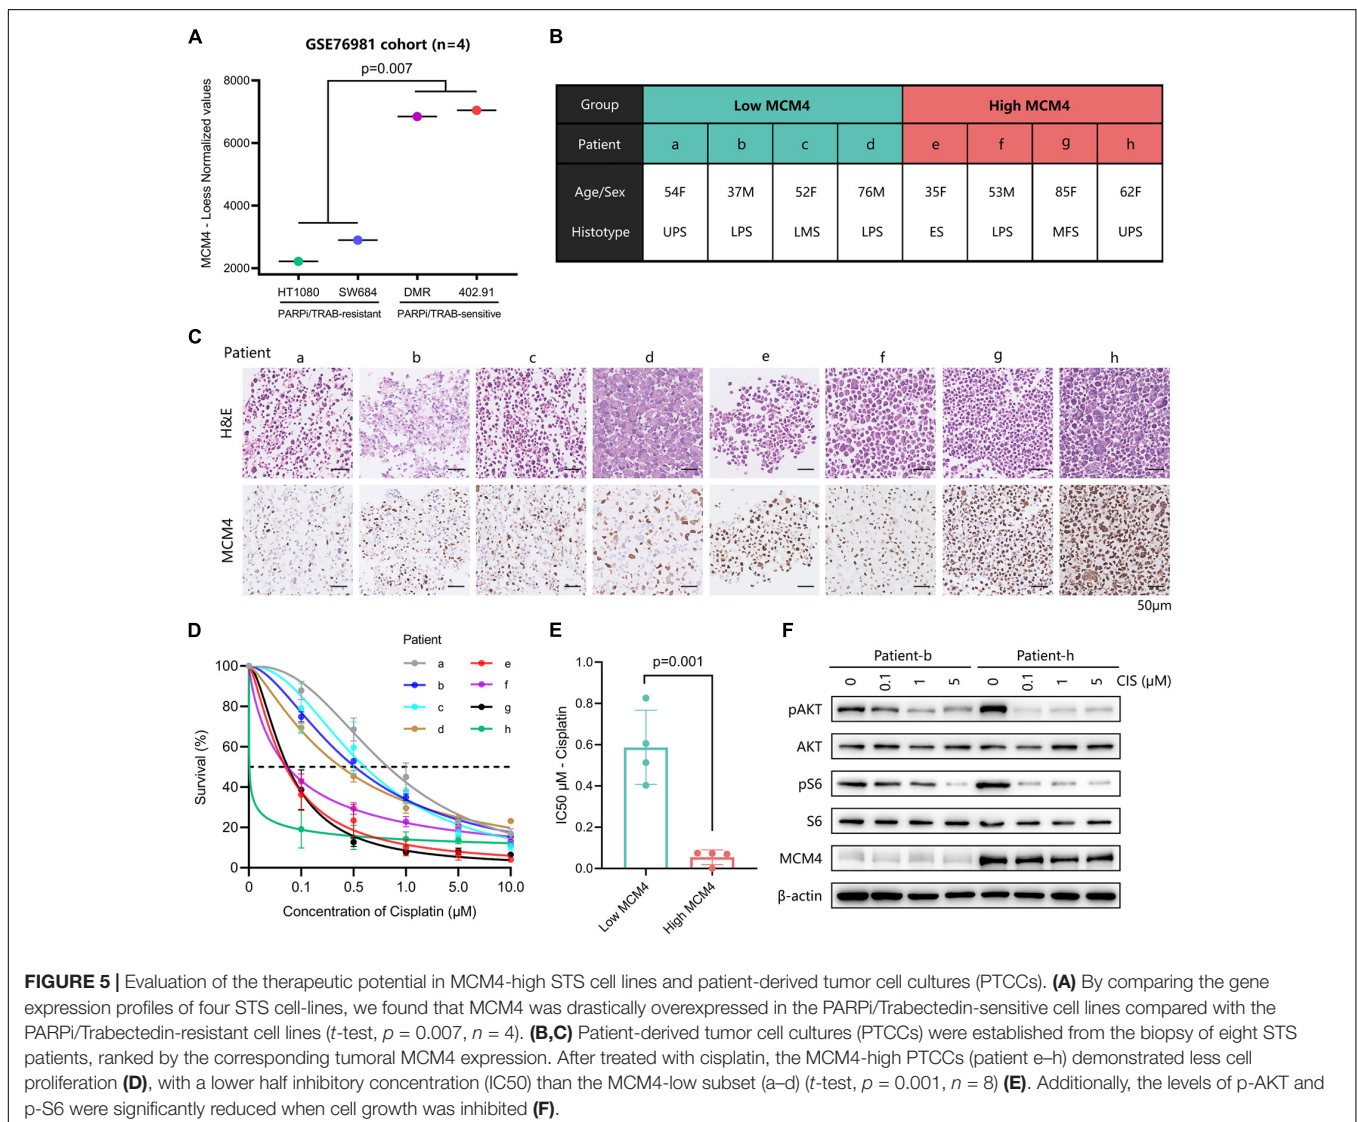 A
GSE76981 cohort (n=4)
p=0.007
MCM4 - Loess Normalized values
8000
6000
4000
2000
HT1080 SW684 DMR 402.91
PARPi/TRAB-resistant PARPi/TRAB-sensitive
B
Group Low MCM4 High MCM4
Patient a b c d e f g h
Age/Sex 54F 37M 52F 76M 35F 53M 85F 62F
Histotype UPS LPS LMS LPS ES LPS MFS UPS
C
Patient a b c d e f g h
H&E
MCM4
50μm
D
Patient
a e
b f
c g
d h
Survival (%)
100
80
60
40
20
0
0 0.1 0.5 1.0 5.0 10.0
Concentration of Cisplatin (μM)
E
p=0.001
IC50 μM - Cisplatin
1.0
0.8
0.6
0.4
0.2
0.0
Low MCM4 High MCM4
F
Patient-b Patient-h
0 0.1 1 5 0 0.1 1 5 CIS (μM)
pAKT
AKT
pS6
S6
MCM4
β-actin
FIGURE 5 | Evaluation of the therapeutic potential in MCM4-high STS cell lines and patient-derived tumor cell cultures (PTCCs). (A) By comparing the gene
expression profiles of four STS cell-lines, we found that MCM4 was drastically overexpressed in the PARPi/Trabectedin-sensitive cell lines compared with the
PARPi/Trabectedin-resistant cell lines (t-test, p = 0.007, n = 4). (B,C) Patient-derived tumor cell cultures (PTCCs) were established from the biopsy of eight STS
patients, ranked by the corresponding tumoral MCM4 expression. After treated with cisplatin, the MCM4-high PTCCs (patient e–h) demonstrated less cell
proliferation (D), with a lower half inhibitory concentration (IC50) than the MCM4-low subset (a–d) (t-test, p = 0.001, n = 8) (E). Additionally, the levels of p-AKT and
p-S6 were significantly reduced when cell growth was inhibited (F).